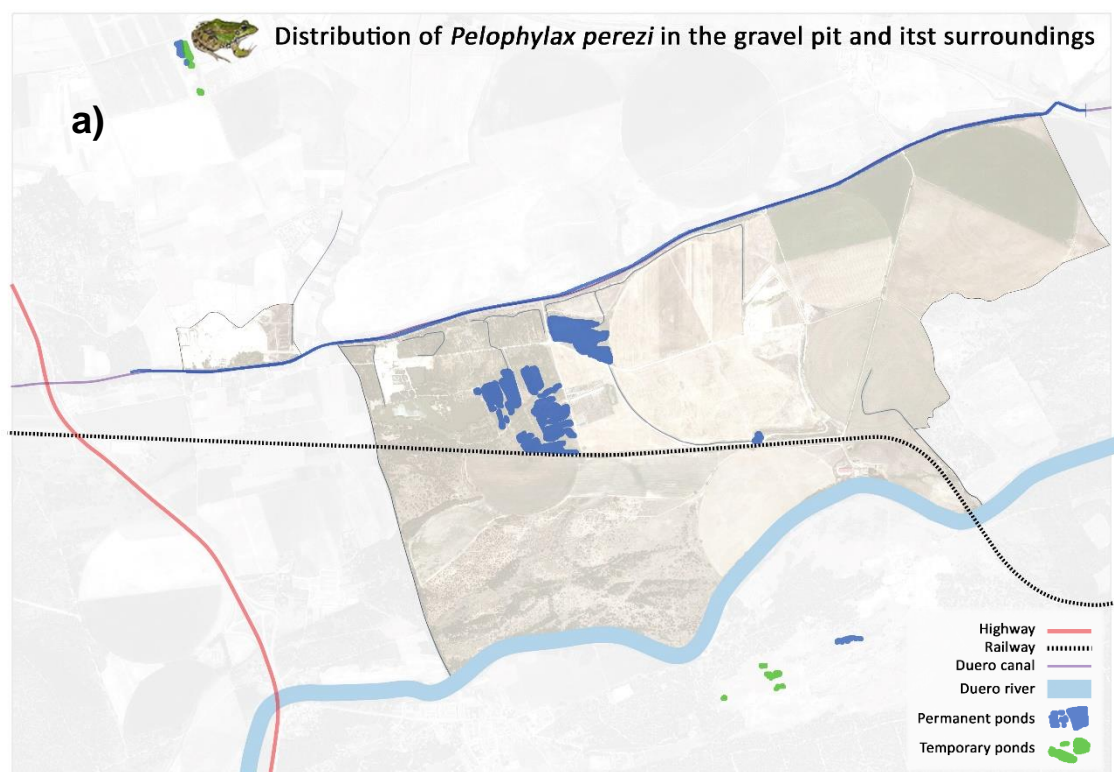 Distribution of Pelophylax perezi in the gravel pit and itst surroundings
a)
Highway
Railway
Duero canal
Duero river
Permanent ponds
Temporary ponds